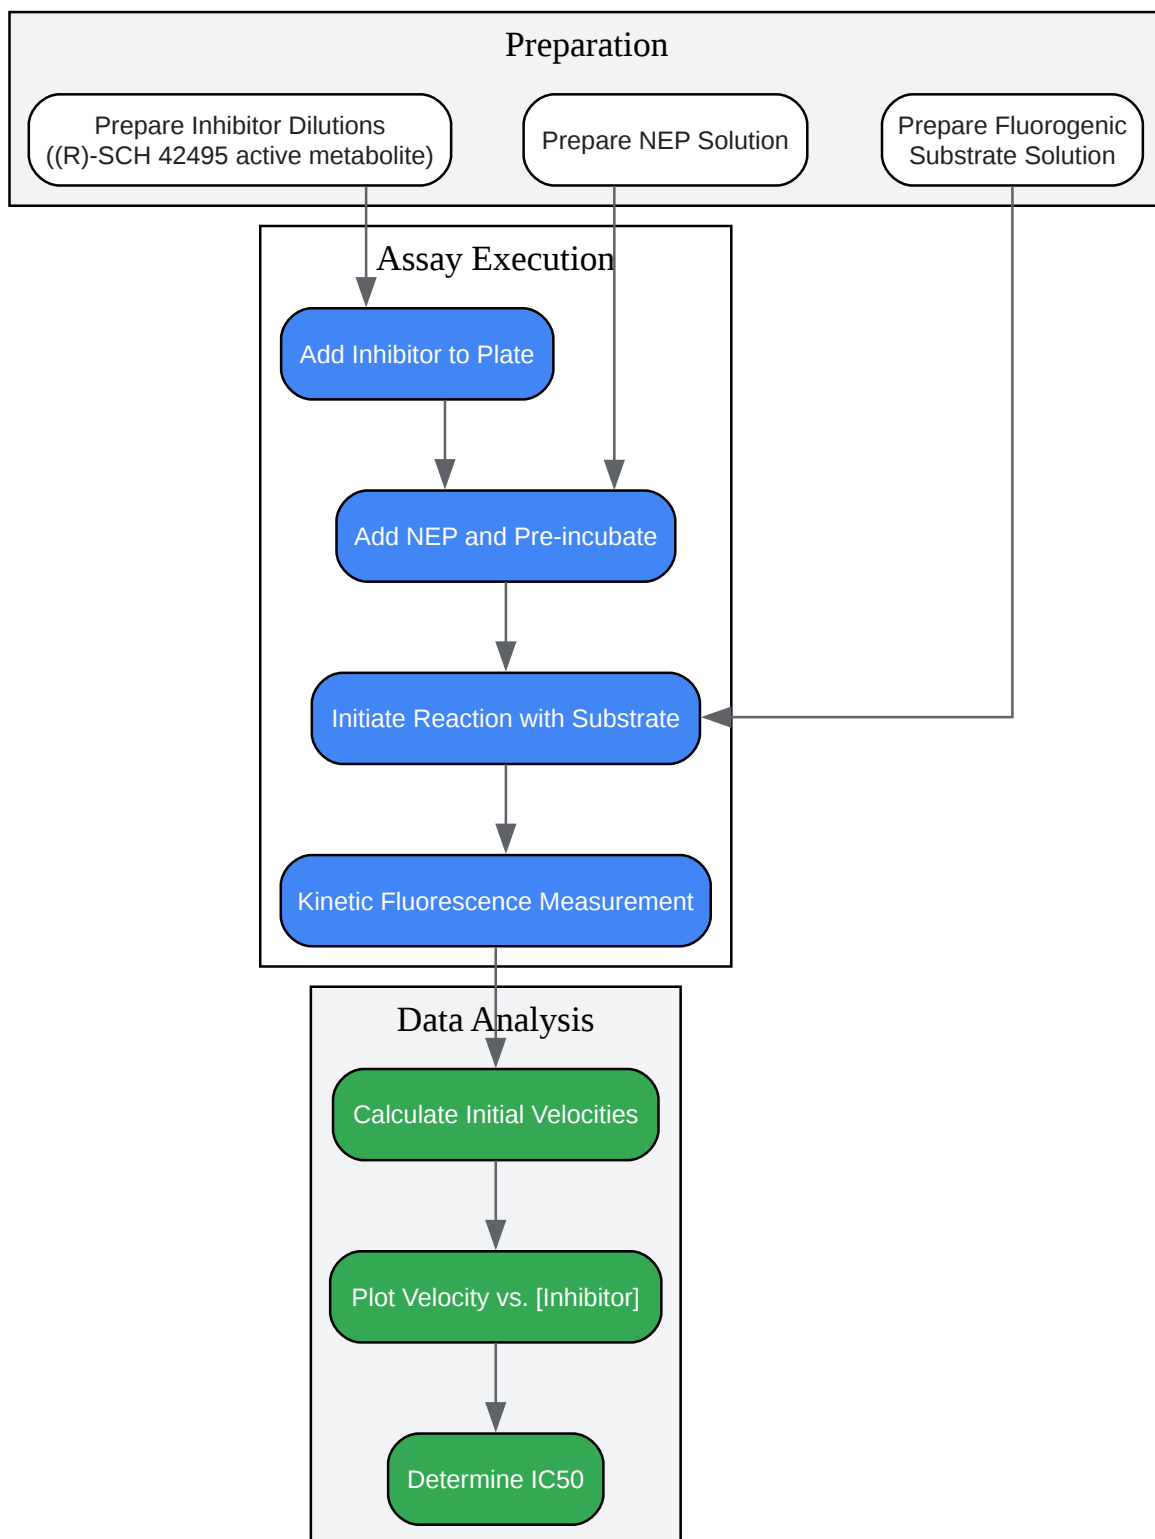 Preparation
Prepare Inhibitor Dilutions
((R)-SCH 42495 active metabolite)
Prepare NEP Solution
Prepare Fluorogenic
Substrate Solution
Assay Execution
Add Inhibitor to Plate
Add NEP and Pre-incubate
Initiate Reaction with Substrate
Kinetic Fluorescence Measurement
Data Analysis
Calculate Initial Velocities
Plot Velocity vs. [Inhibitor]
Determine IC50